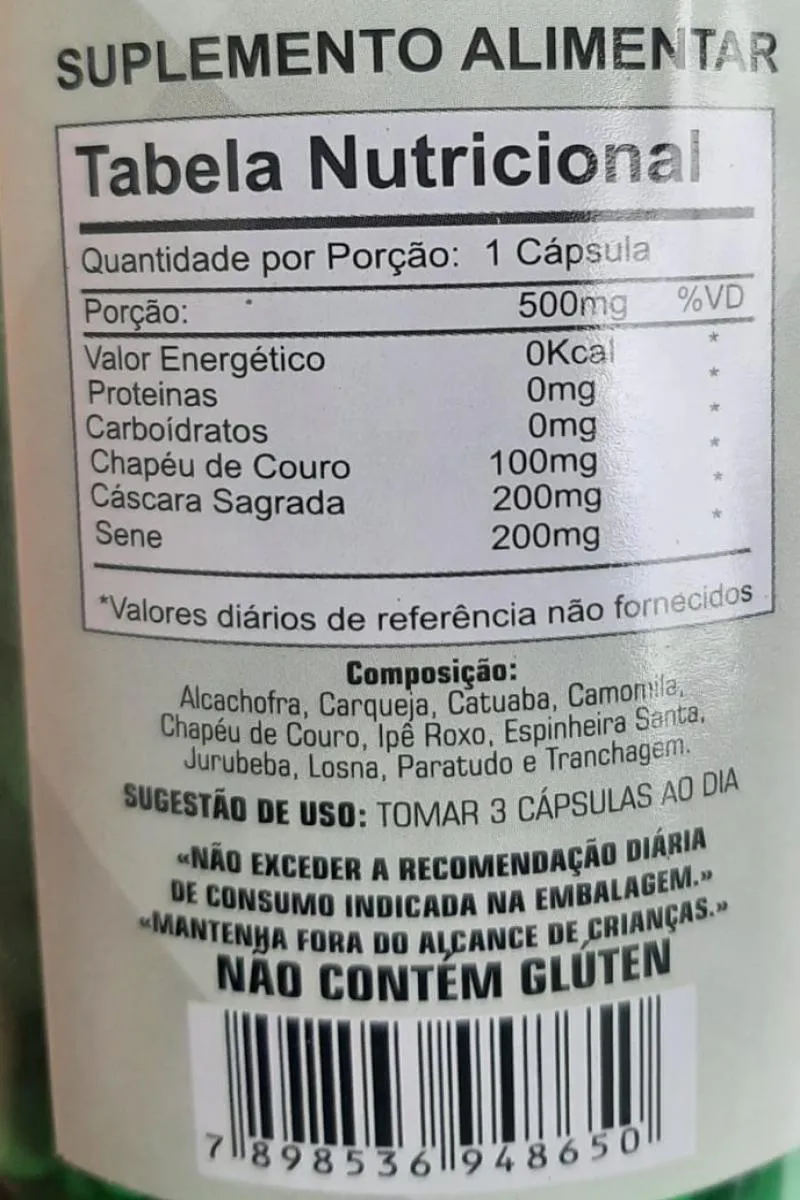 SUPLEMENTO ALIMENTAR
Tabela Nutricional
Quantidade por Porção: 1 Cápsula
Porção: 500mg %VD
Valor Energético 0Kcal *
Proteinas 0mg *
Carboídratos 0mg *
Chapéu de Couro 100mg *
Cáscara Sagrada 200mg *
Sene 200mg *
*Valores diários de referência não fornecidos
Composição:
Alcachofra, Carqueja, Catuaba, Camomila,
Chapéu de Couro, Ipê Roxo, Espinheira Santa,
Jurubeba, Losna, Paratudo e Tranchagem.
SUGESTÃO DE USO: TOMAR 3 CÁPSULAS AO DIA
«NÃO EXCEDER A RECOMENDAÇÃO DIÁRIA
DE CONSUMO INDICADA NA EMBALAGEM.»
«MANTENHA FORA DO ALCANCE DE CRIANÇAS.»
NÃO CONTÉM GLÚTEN
7 898536 948650